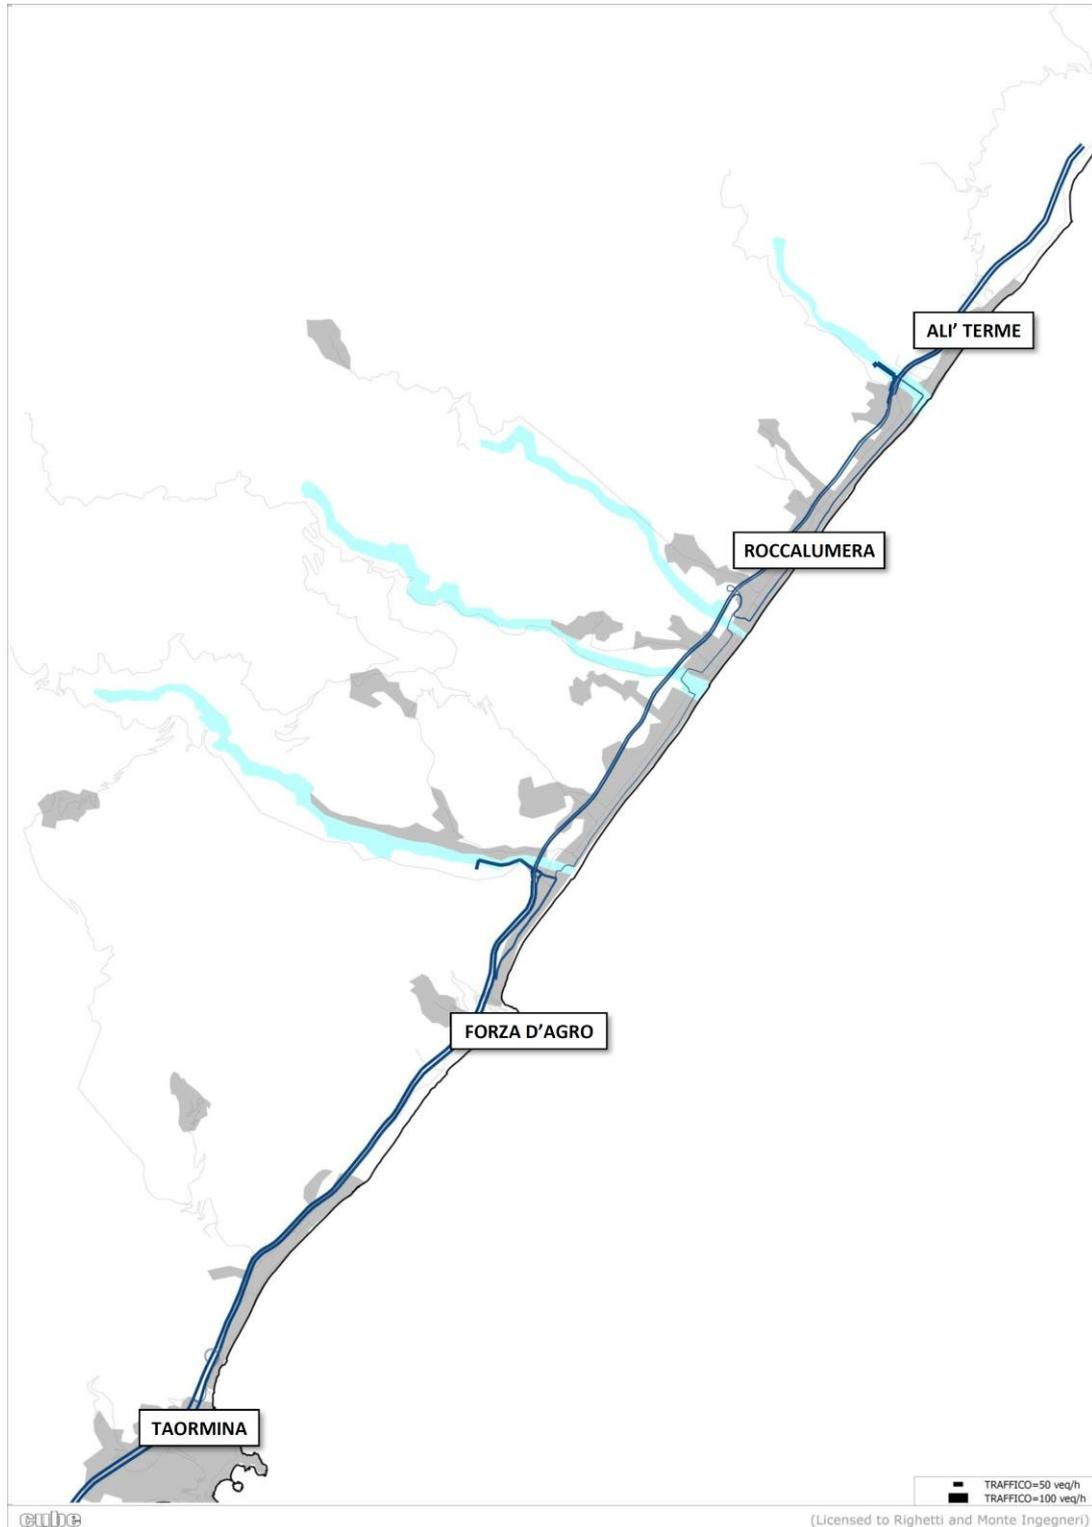 ALI' TERME
ROCCALUMERA
FORZA D'AGRO
TAORMINA
TRAFFICO=50 veq/h
TRAFFICO=100 veq/h
cube
(Licensed to Righetti and Monte Ingegneri)